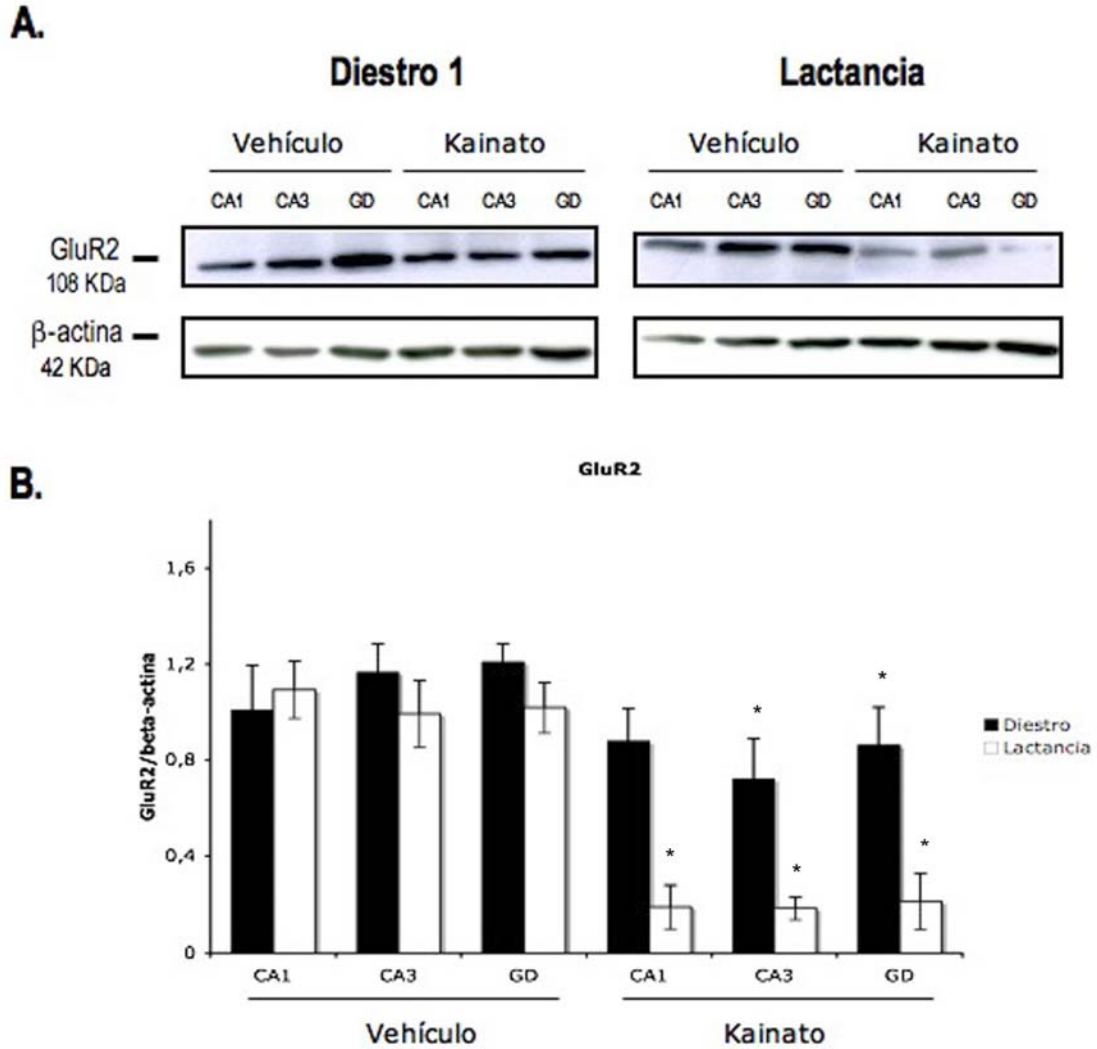 A.
Diestro 1 Lactancia
Vehículo Kainato Vehículo Kainato
CA1 CA3 GD CA1 CA3 GD CA1 CA3 GD CA1 CA3 GD
GluR2
108 KDa
β-actina
42 KDa
B.
GluR2
GluR2/beta-actina
1,6
1,2
0,8
0,4
0
* * * * *
Diestro
Lactancia
CA1 CA3 GD CA1 CA3 GD
Vehículo Kainato